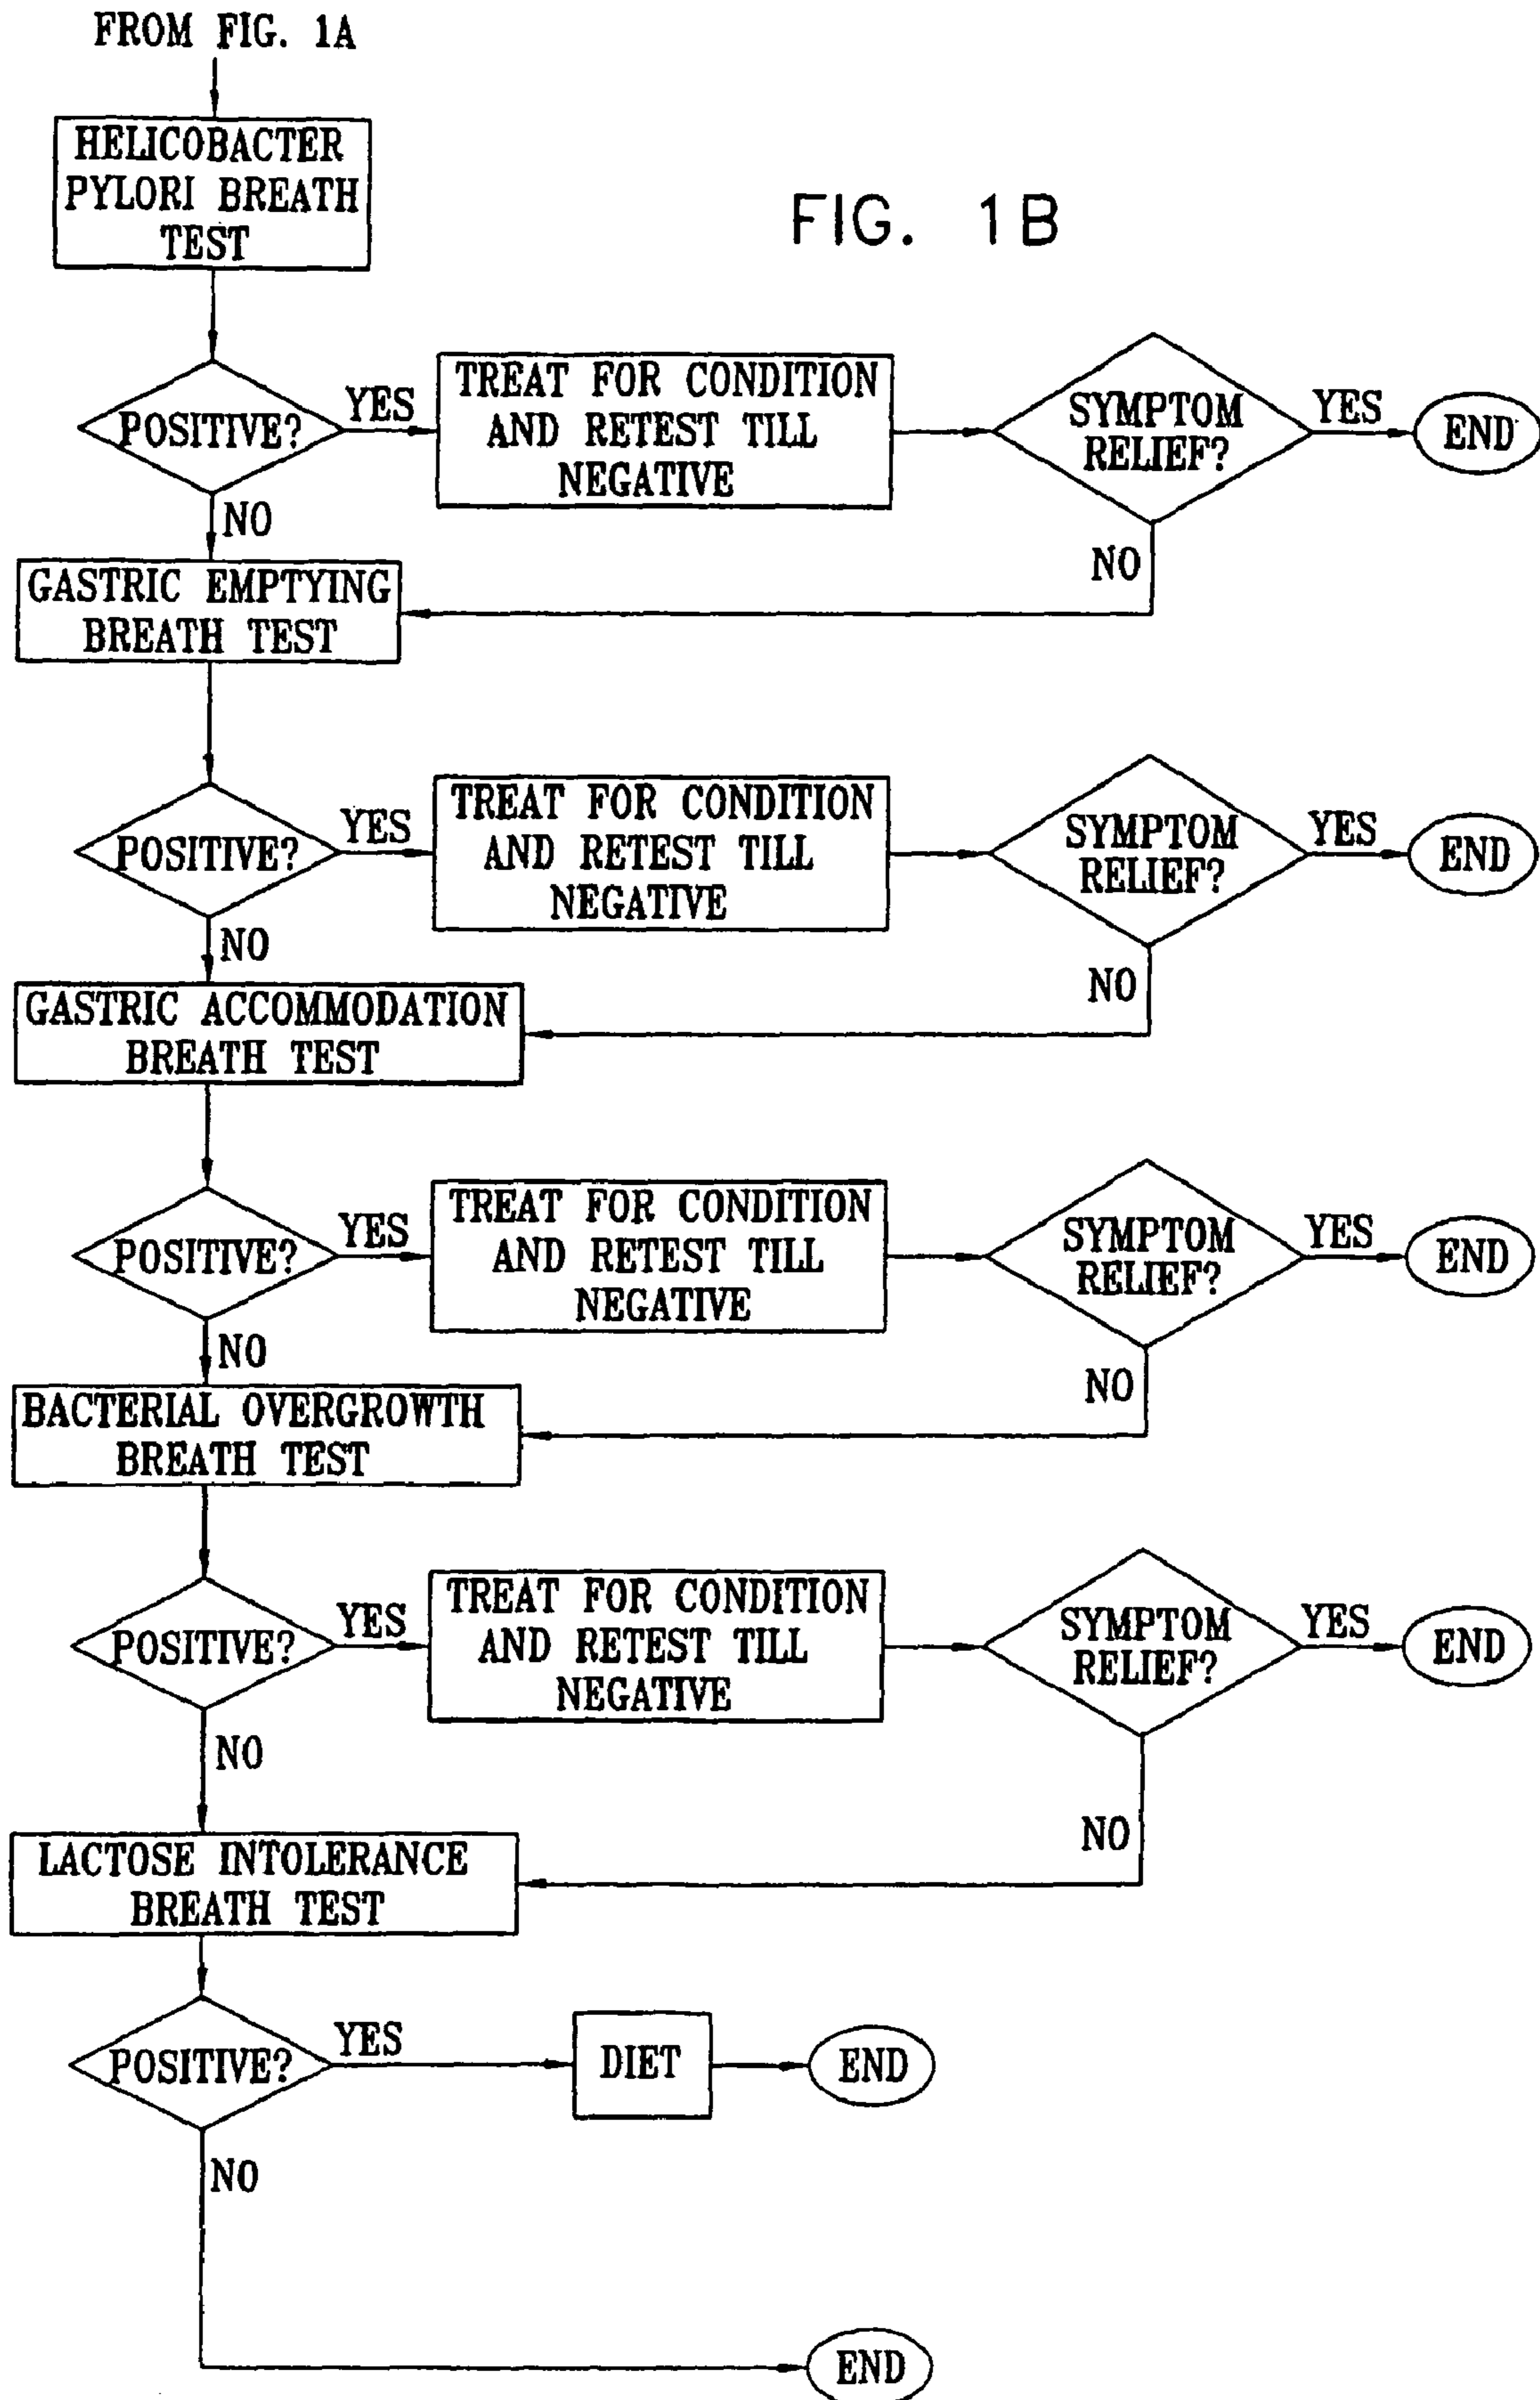 FROM FIG. 1A
HELICOBACTER
PYLORI BREATH
TEST
FIG. 1B
POSITIVE?
YES
TREAT FOR CONDITION
AND RETEST TILL
NEGATIVE
SYMPTOM
RELIEF?
YES
END
NO
NO
GASTRIC EMPTYING
BREATH TEST
POSITIVE?
YES
TREAT FOR CONDITION
AND RETEST TILL
NEGATIVE
SYMPTOM
RELIEF?
YES
END
NO
NO
GASTRIC ACCOMMODATION
BREATH TEST
POSITIVE?
YES
TREAT FOR CONDITION
AND RETEST TILL
NEGATIVE
SYMPTOM
RELIEF?
YES
END
NO
NO
BACTERIAL OVERGROWTH
BREATH TEST
POSITIVE?
YES
TREAT FOR CONDITION
AND RETEST TILL
NEGATIVE
SYMPTOM
RELIEF?
YES
END
NO
NO
LACTOSE INTOLERANCE
BREATH TEST
POSITIVE?
YES
DIET
END
NO
END